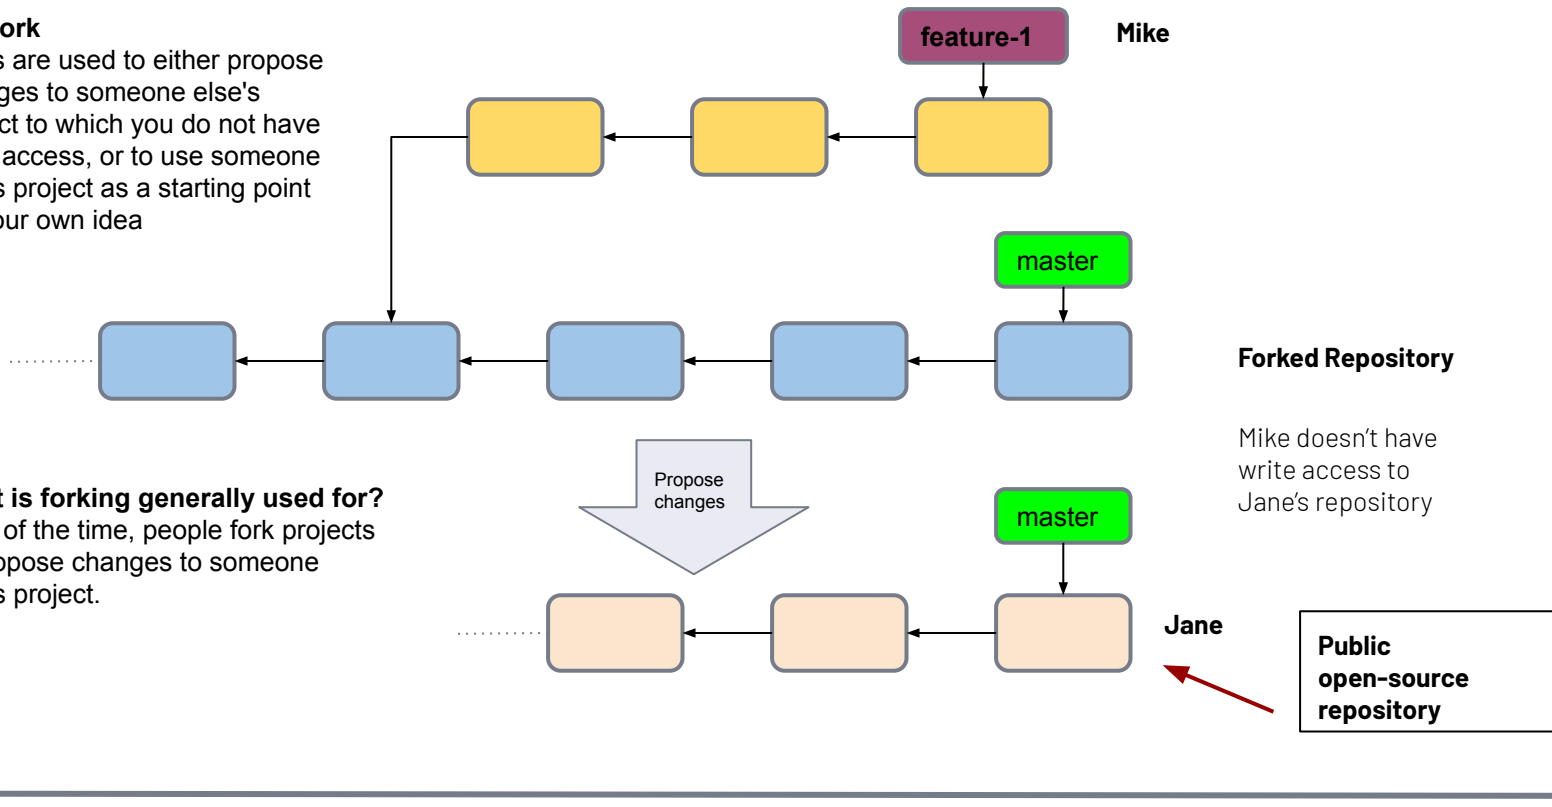 ork
s are used to either propose
ges to someone else's
ct to which you do not have
access, or to use someone
s project as a starting point
our own idea
feature-1
Mike
master
Forked Repository
Mike doesn't have
write access to
Jane's repository
t is forking generally used for?
of the time, people fork projects
opose changes to someone
s project.
Propose
changes
master
Jane
Public
open-source
repository